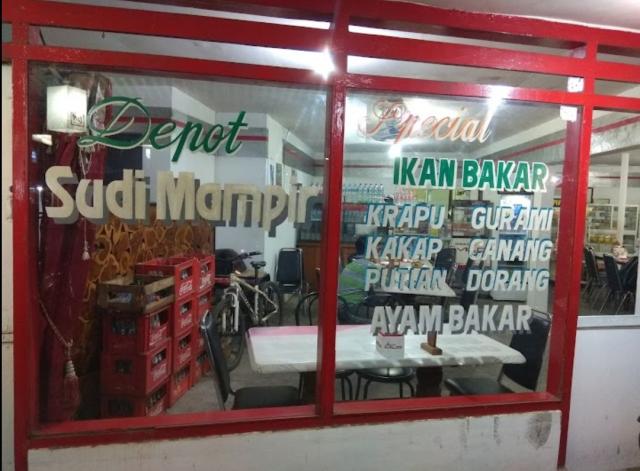 Depot
Sudi Mampir
Special
IKAN BAKAR
KRAPU GURAMI
KAKAP CANANG
PUTIAN DORANG
AYAM BAKAR